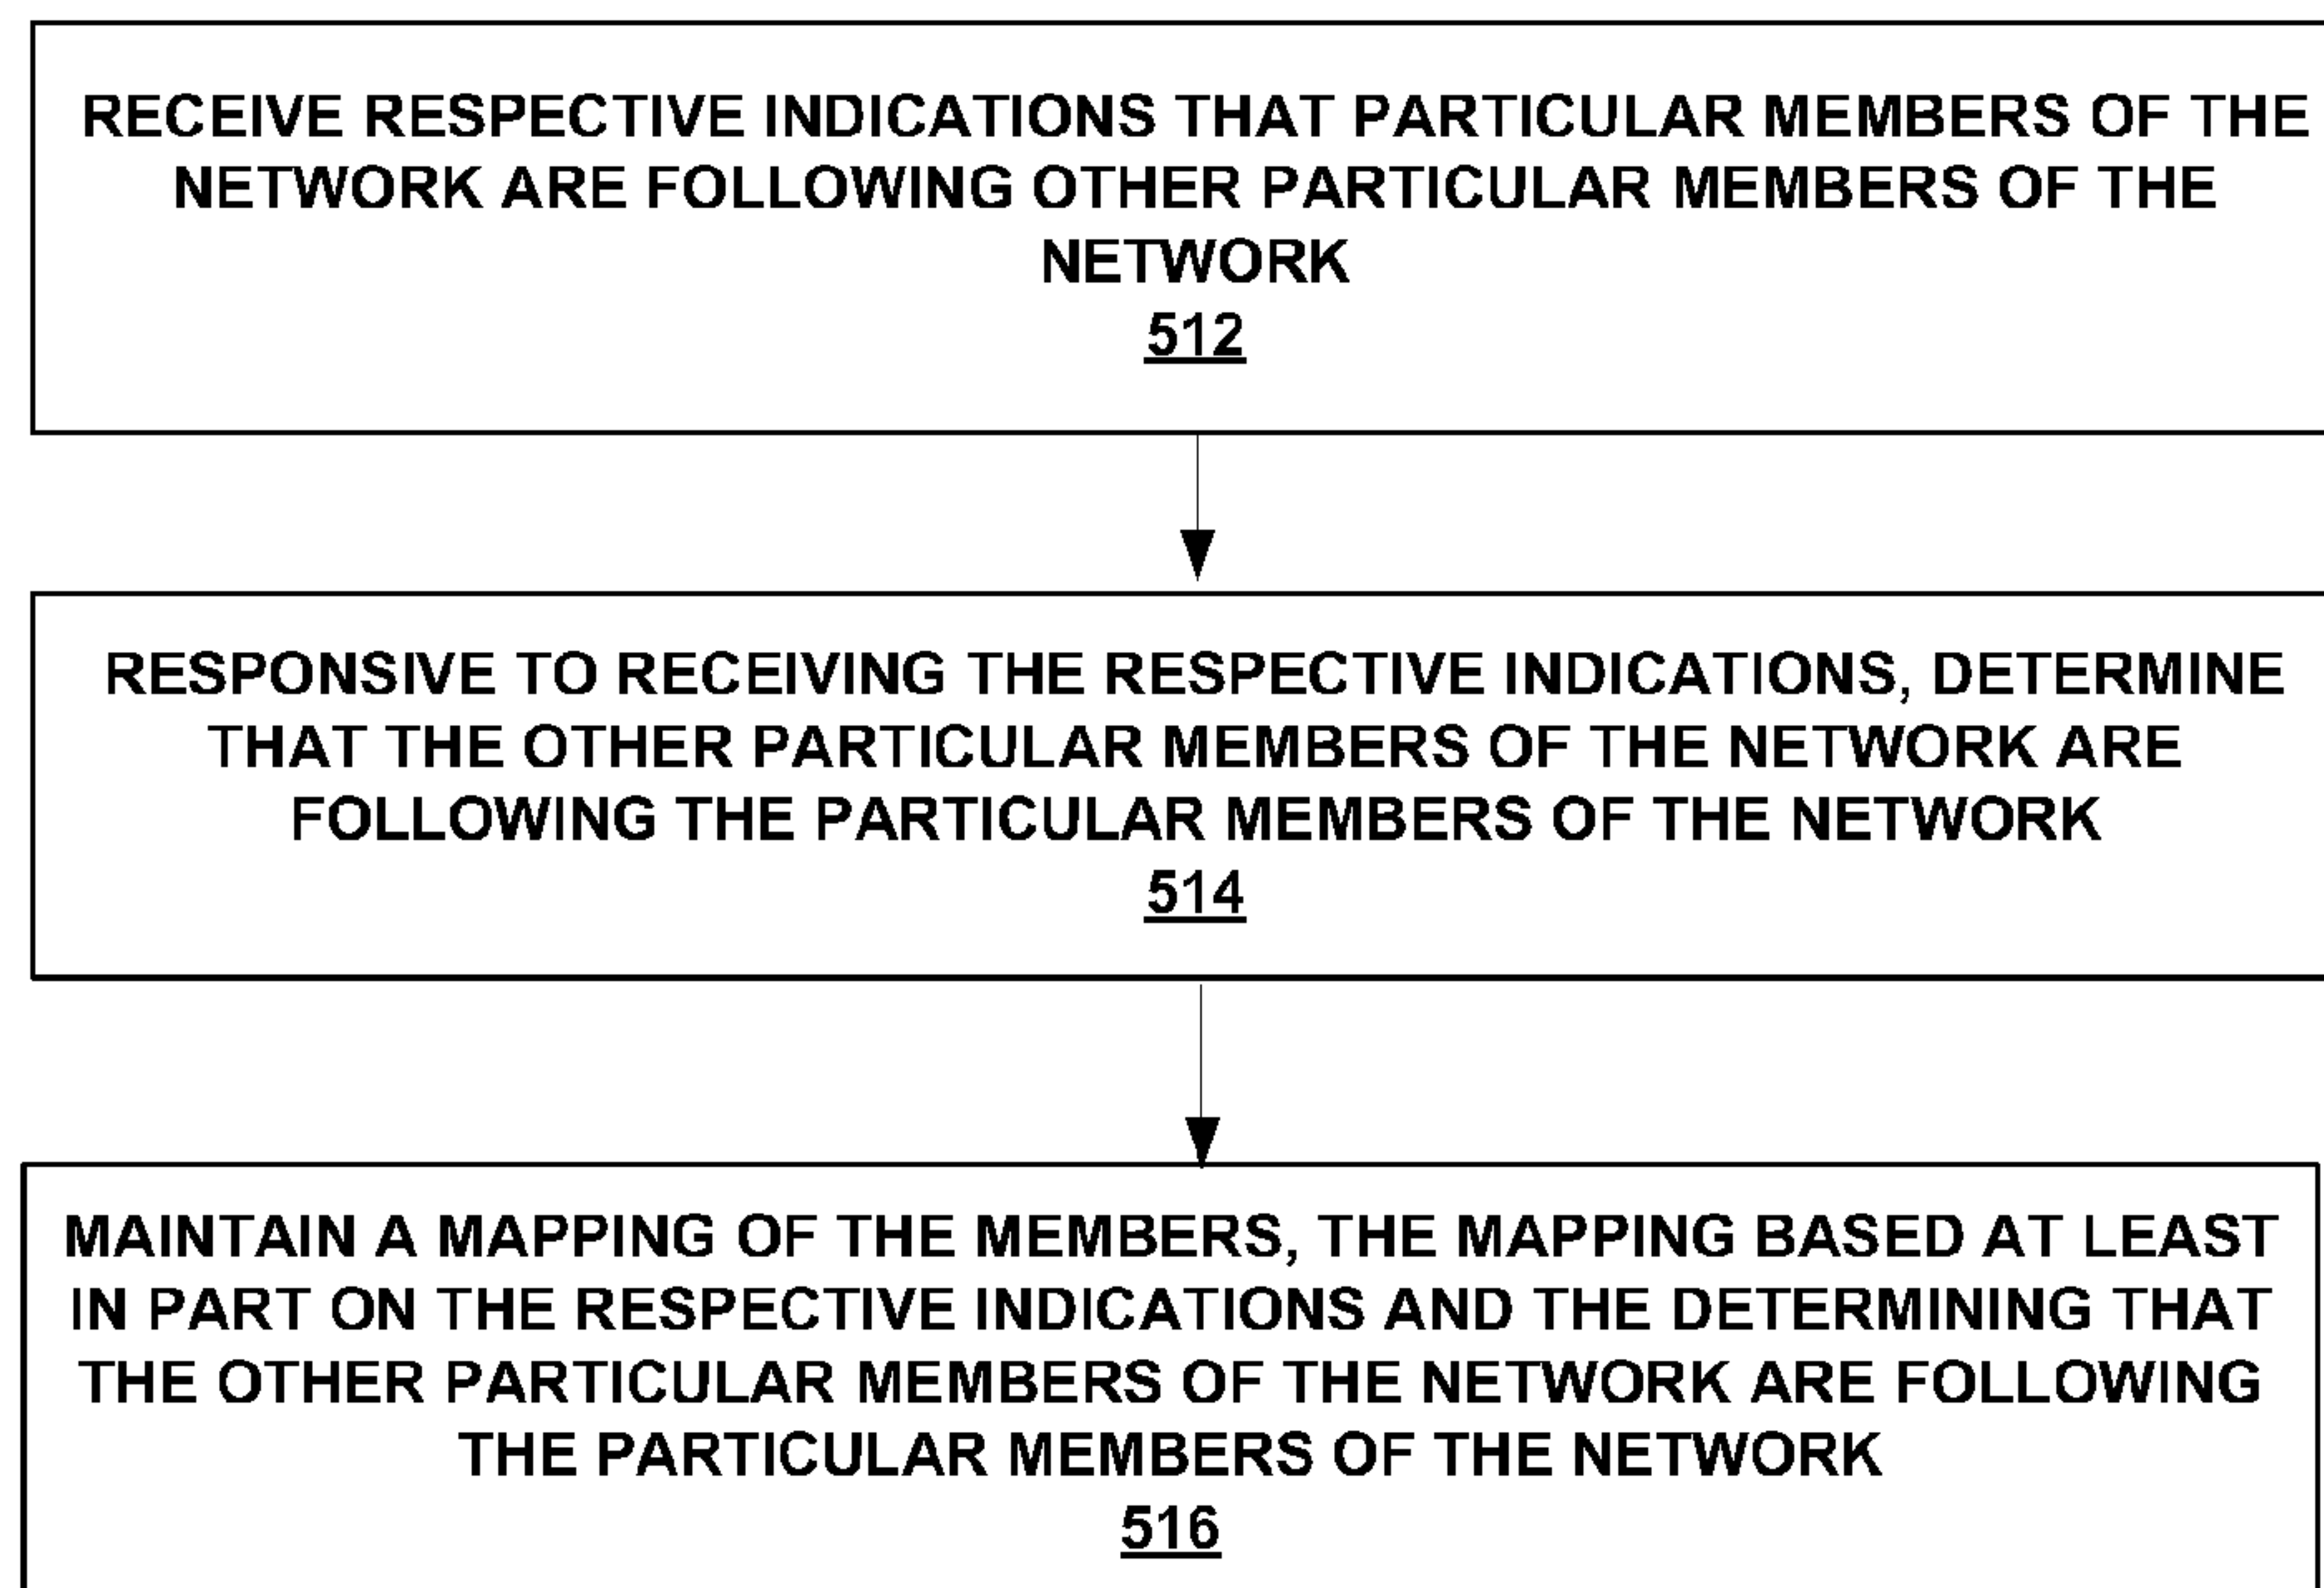 RECEIVE RESPECTIVE INDICATIONS THAT PARTICULAR MEMBERS OF THE
NETWORK ARE FOLLOWING OTHER PARTICULAR MEMBERS OF THE
NETWORK
512
RESPONSIVE TO RECEIVING THE RESPECTIVE INDICATIONS, DETERMINE
THAT THE OTHER PARTICULAR MEMBERS OF THE NETWORK ARE
FOLLOWING THE PARTICULAR MEMBERS OF THE NETWORK
514
MAINTAIN A MAPPING OF THE MEMBERS, THE MAPPING BASED AT LEAST
IN PART ON THE RESPECTIVE INDICATIONS AND THE DETERMINING THAT
THE OTHER PARTICULAR MEMBERS OF THE NETWORK ARE FOLLOWING
THE PARTICULAR MEMBERS OF THE NETWORK
516